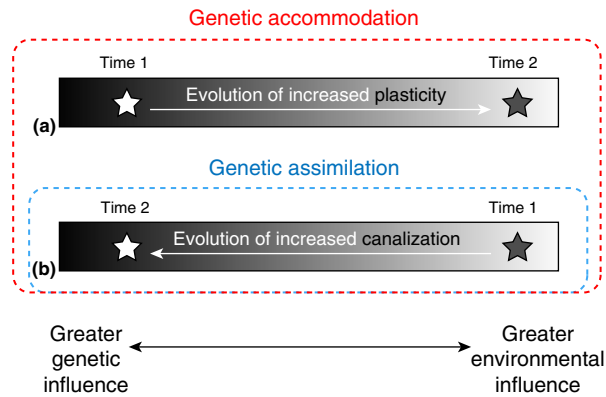 Genetic accommodation
Time 1
Time 2
Evolution of increased plasticity
(a)
Genetic assimilation
Time 2
Time 1
Evolution of increased canalization
(b)
Greater
genetic
influence
Greater
environmental
influence